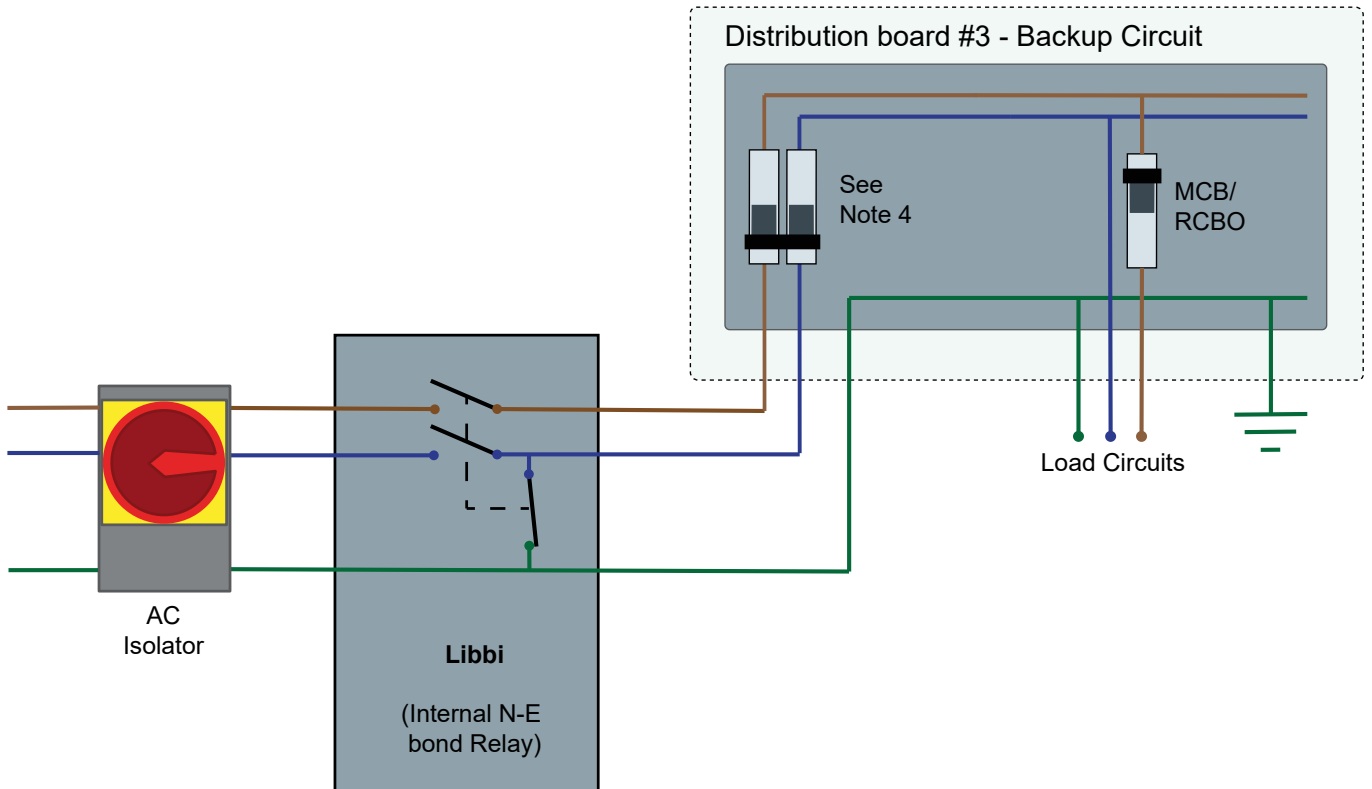 Distribution board #3 - Backup Circuit
See
Note 4
MCB/
RCBO
Load Circuits
AC
Isolator
Libbi
(Internal N-E
bond Relay)